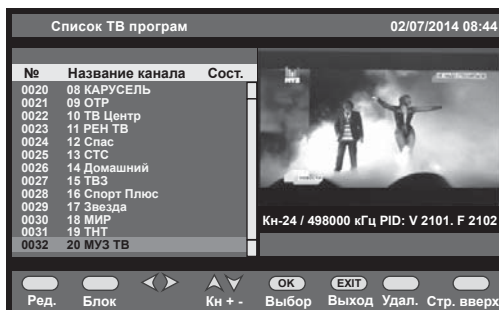 Список ТВ програм 02/07/2014 08:44
№ Название канала Сост.
0020 08 КАРУСЕЛЬ
0021 09 ОТР
0022 10 ТВ Центр
0023 11 РЕН ТВ
0024 12 Спас
0025 13 СТС
0026 14 Домашний
0027 15 ТВ3
0028 16 Спорт Плюс
0029 17 Звезда
0030 18 МИР
0031 19 ТНТ
0032 20 МУЗ ТВ
Кн-24 / 498000 кГц PID: V 2101. F 2102
OK EXIT
Ред. Блок Кн + - Выбор Выход Удал. Стр. вверх